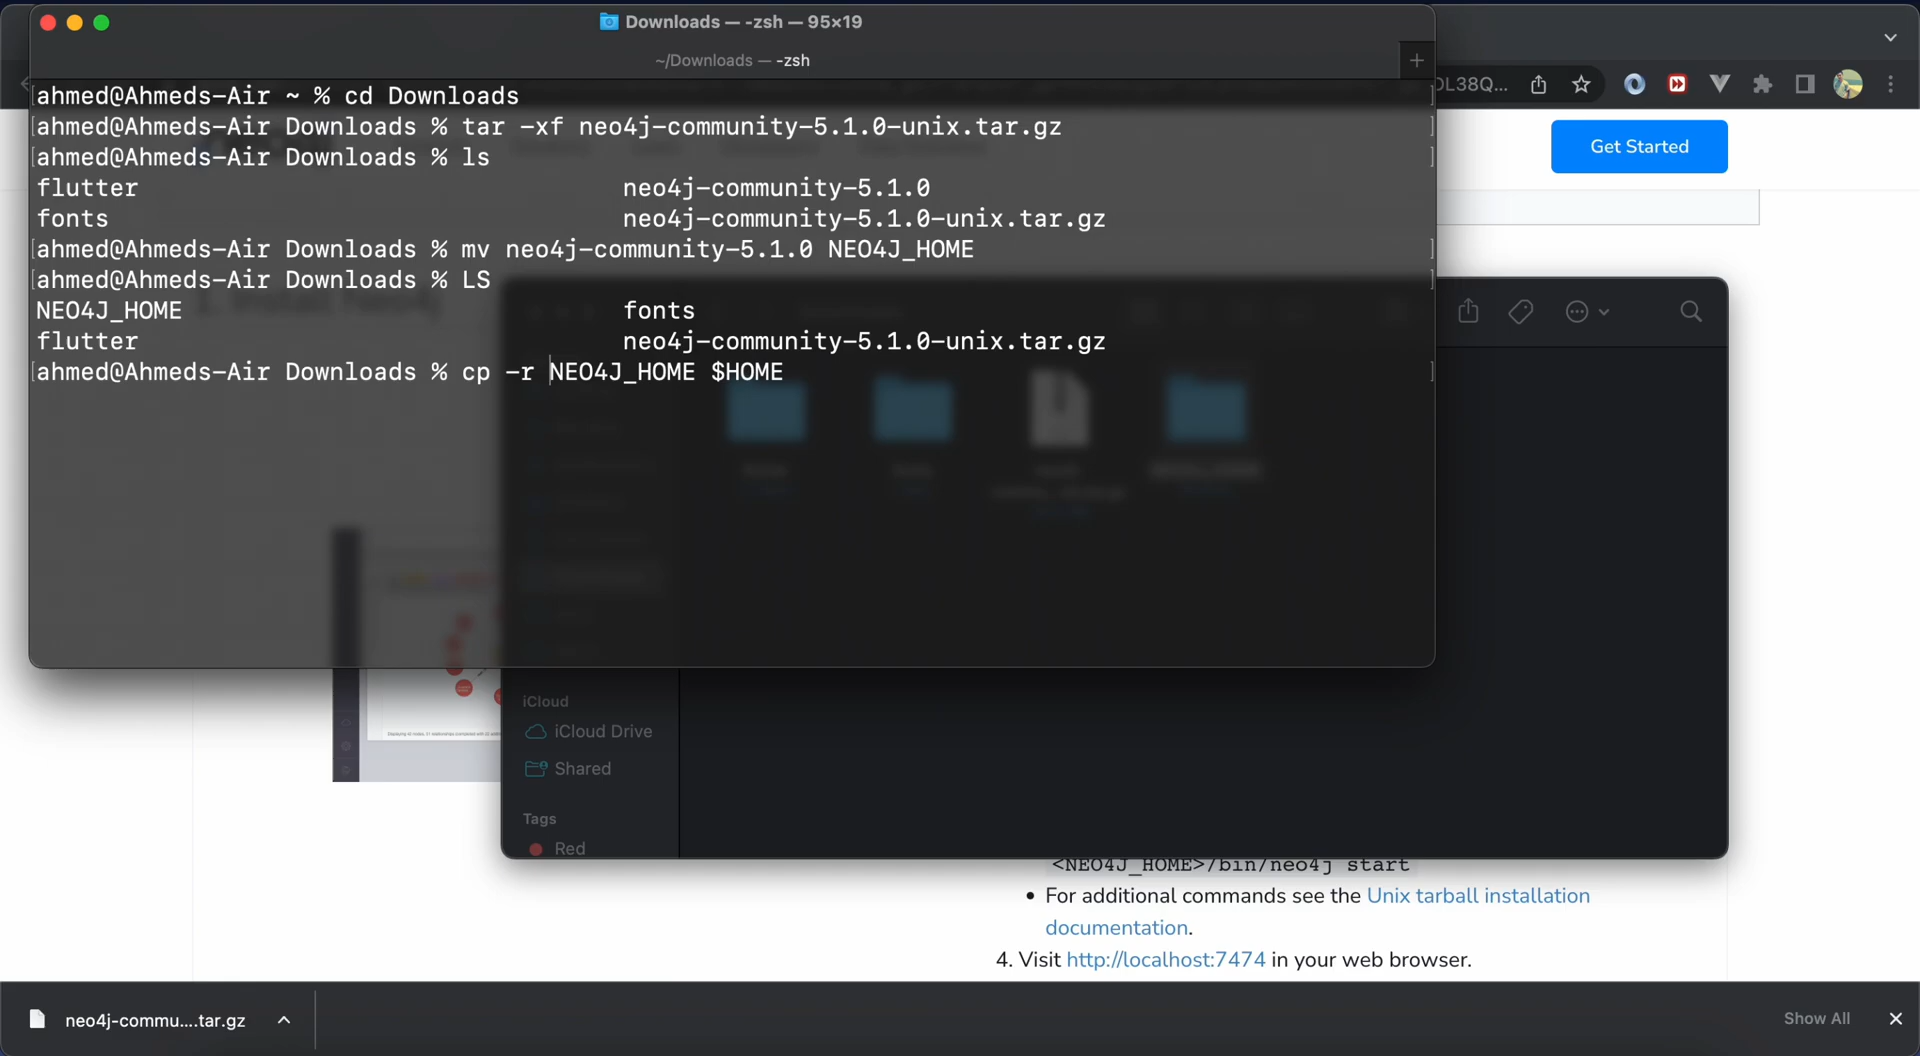 Downloads — -zsh — 95×19
~/Downloads — -zsh
ahmed@Ahmeds-Air ~ % cd Downloads
ahmed@Ahmeds-Air Downloads % tar -xf neo4j-community-5.1.0-unix.tar.gz
ahmed@Ahmeds-Air Downloads % ls
flutter neo4j-community-5.1.0
fonts neo4j-community-5.1.0-unix.tar.gz
ahmed@Ahmeds-Air Downloads % mv neo4j-community-5.1.0 NEO4J_HOME
ahmed@Ahmeds-Air Downloads % LS
NEO4J_HOME fonts
flutter neo4j-community-5.1.0-unix.tar.gz
ahmed@Ahmeds-Air Downloads % cp -r NEO4J_HOME $HOME
DL38Q...
Get Started
1. Install Neo4j
iCloud
iCloud Drive
Shared
Tags
Red
<NEO4J_HOME>/bin/neo4j start
• For additional commands see the Unix tarball installation
documentation.
4. Visit http://localhost:7474 in your web browser.
neo4j-commu....tar.gz
Show All